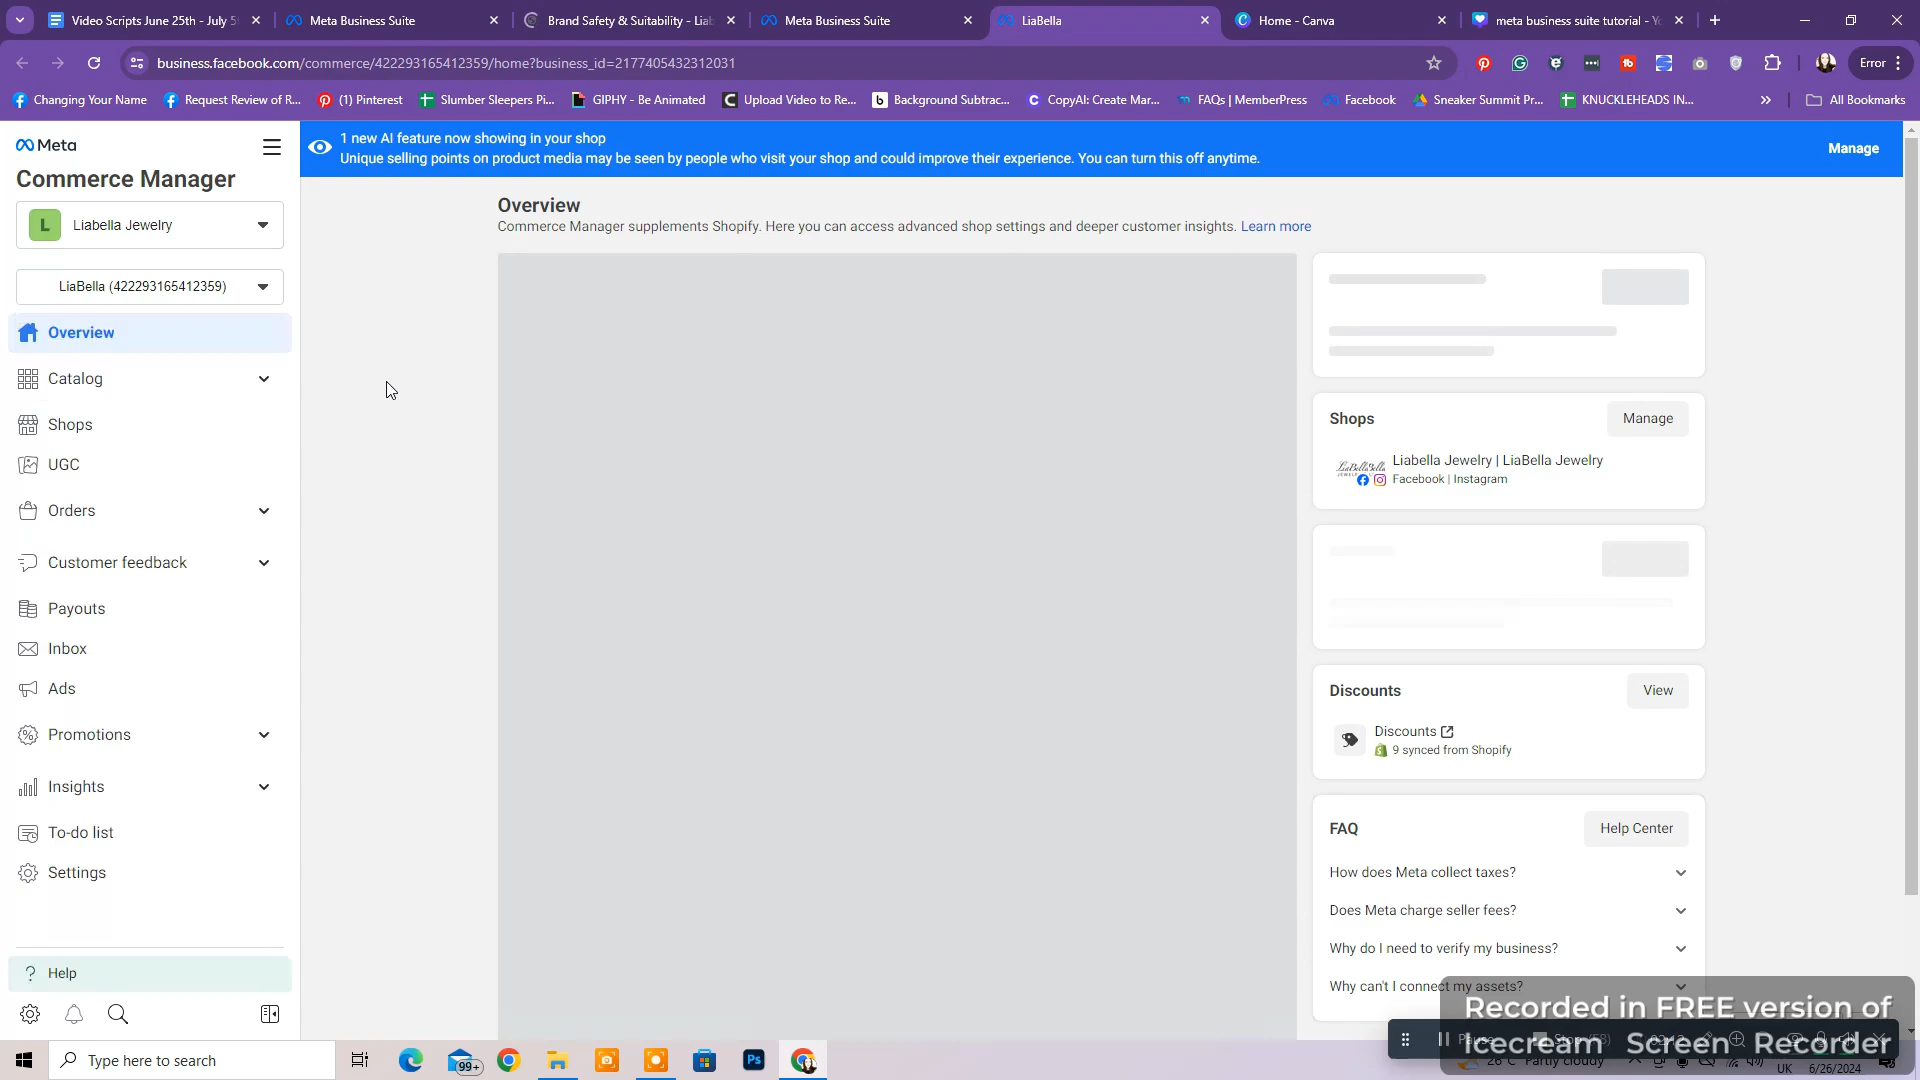 Video Scripts June 25th - July 5
Meta Business Suite
Brand Safety & Suitability - Liab
Meta Business Suite
LiaBella
Home - Canva
meta business suite tutorial - Yo
business.facebook.com/commerce/422293165412359/home?business_id=2177405432312031
Error
Changing Your Name
Request Review of R...
(1) Pinterest
Slumber Sleepers Pi...
GIPHY - Be Animated
Upload Video to Re...
Background Subtrac...
CopyAI: Create Mar...
FAQs | MemberPress
Facebook
Sneaker Summit Pr...
KNUCKLEHEADS IN...
All Bookmarks
Meta
Commerce Manager
L
Liabella Jewelry
LiaBella (422293165412359)
Overview
Catalog
Shops
UGC
Orders
Customer feedback
Payouts
Inbox
Ads
Promotions
Insights
To-do list
Settings
Help
1 new AI feature now showing in your shop
Unique selling points on product media may be seen by people who visit your shop and could improve their experience. You can turn this off anytime.
Manage
Overview
Commerce Manager supplements Shopify. Here you can access advanced shop settings and deeper customer insights. Learn more
Shops
Manage
Liabella Jewelry | LiaBella Jewelry
Facebook | Instagram
Discounts
View
Discounts
9 synced from Shopify
FAQ
Help Center
How does Meta collect taxes?
Does Meta charge seller fees?
Why do I need to verify my business?
Why can't I connect my assets?
Recorded in FREE version of
Icecream Screen Recorder
Type here to search
99+
Ps
26°C Partly cloudy
UK
6/26/2024